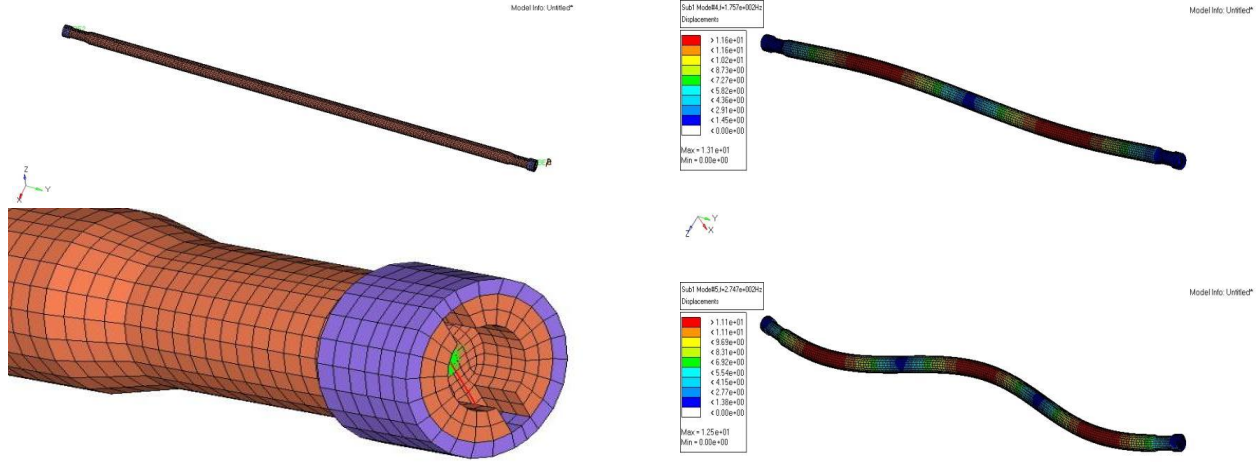 Model Info: Untitled*
Z
Y
X
Sub1 Mode#4,f=1.757e+002Hz
Displacements
> 1.16e+01
< 1.16e+01
< 1.02e+01
< 8.73e+00
< 7.27e+00
< 5.82e+00
< 4.36e+00
< 2.91e+00
< 1.45e+00
< 0.00e+00
Max = 1.31e+01
Min = 0.00e+00
Model Info: Untitled*
Y
Z
X
Sub1 Mode#5,f=2.747e+002Hz
Displacements
> 1.11e+01
< 1.11e+01
< 9.69e+00
< 8.31e+00
< 6.92e+00
< 5.54e+00
< 4.15e+00
< 2.77e+00
< 1.38e+00
< 0.00e+00
Max = 1.25e+01
Min = 0.00e+00
Model Info: Untitled*